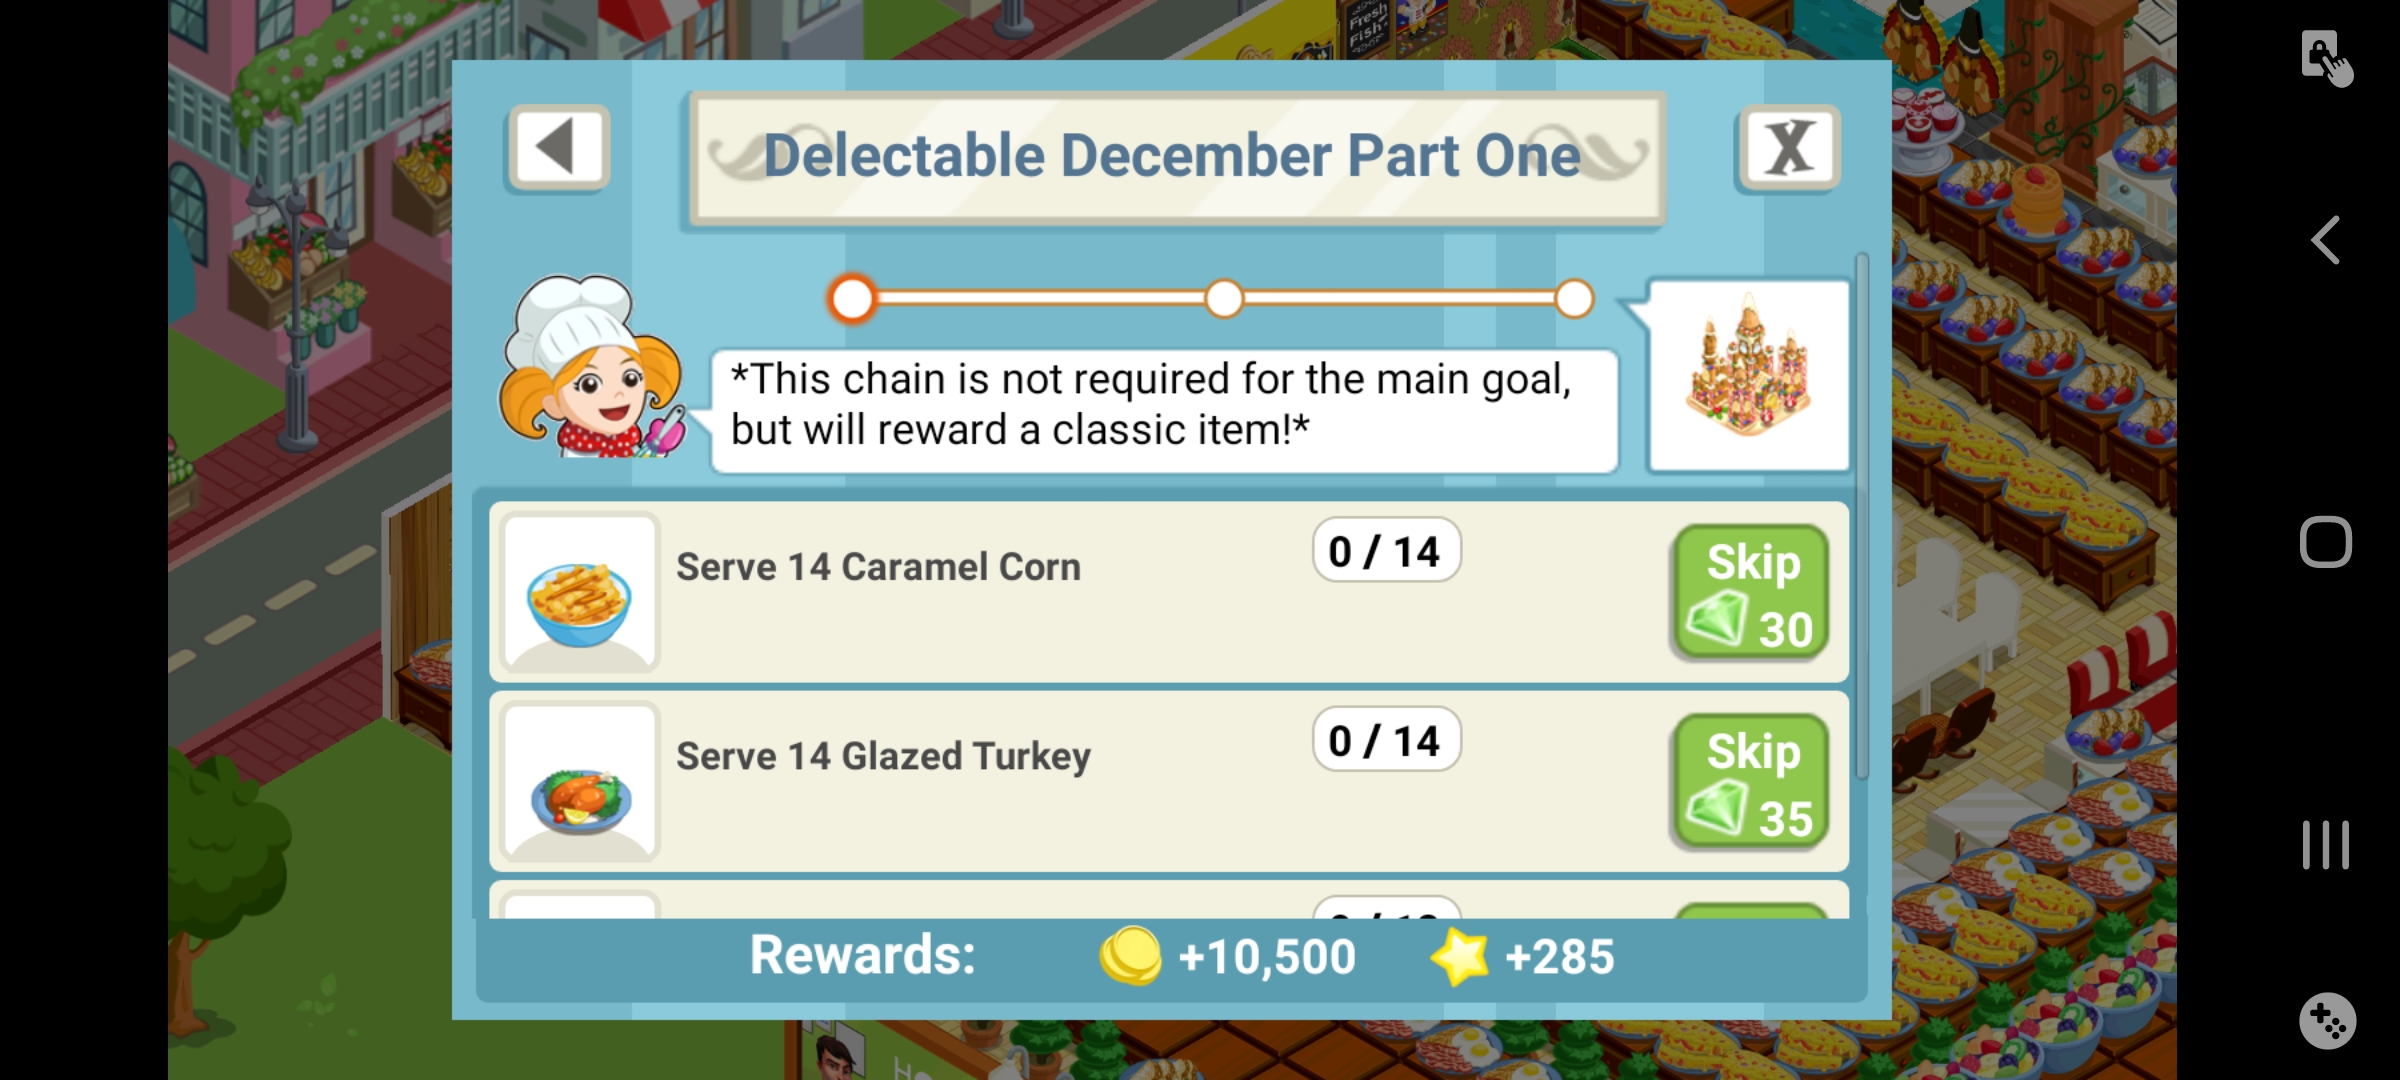 Fresh
Fish
Delectable December Part One
X
*This chain is not required for the main goal,
but will reward a classic item!*
Serve 14 Caramel Corn
0 / 14
Skip
30
Serve 14 Glazed Turkey
0 / 14
Skip
35
Rewards:
+10,500
+285